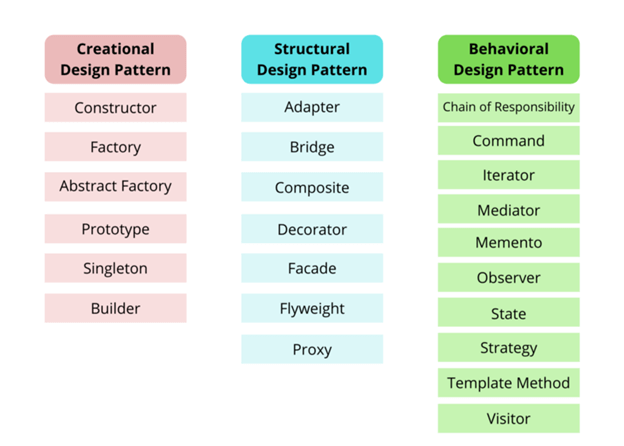 Creational
Design Pattern
Constructor
Factory
Abstract Factory
Prototype
Singleton
Builder
Structural
Design Pattern
Adapter
Bridge
Composite
Decorator
Facade
Flyweight
Proxy
Behavioral
Design Pattern
Chain of Responsibility
Command
Iterator
Mediator
Memento
Observer
State
Strategy
Template Method
Visitor